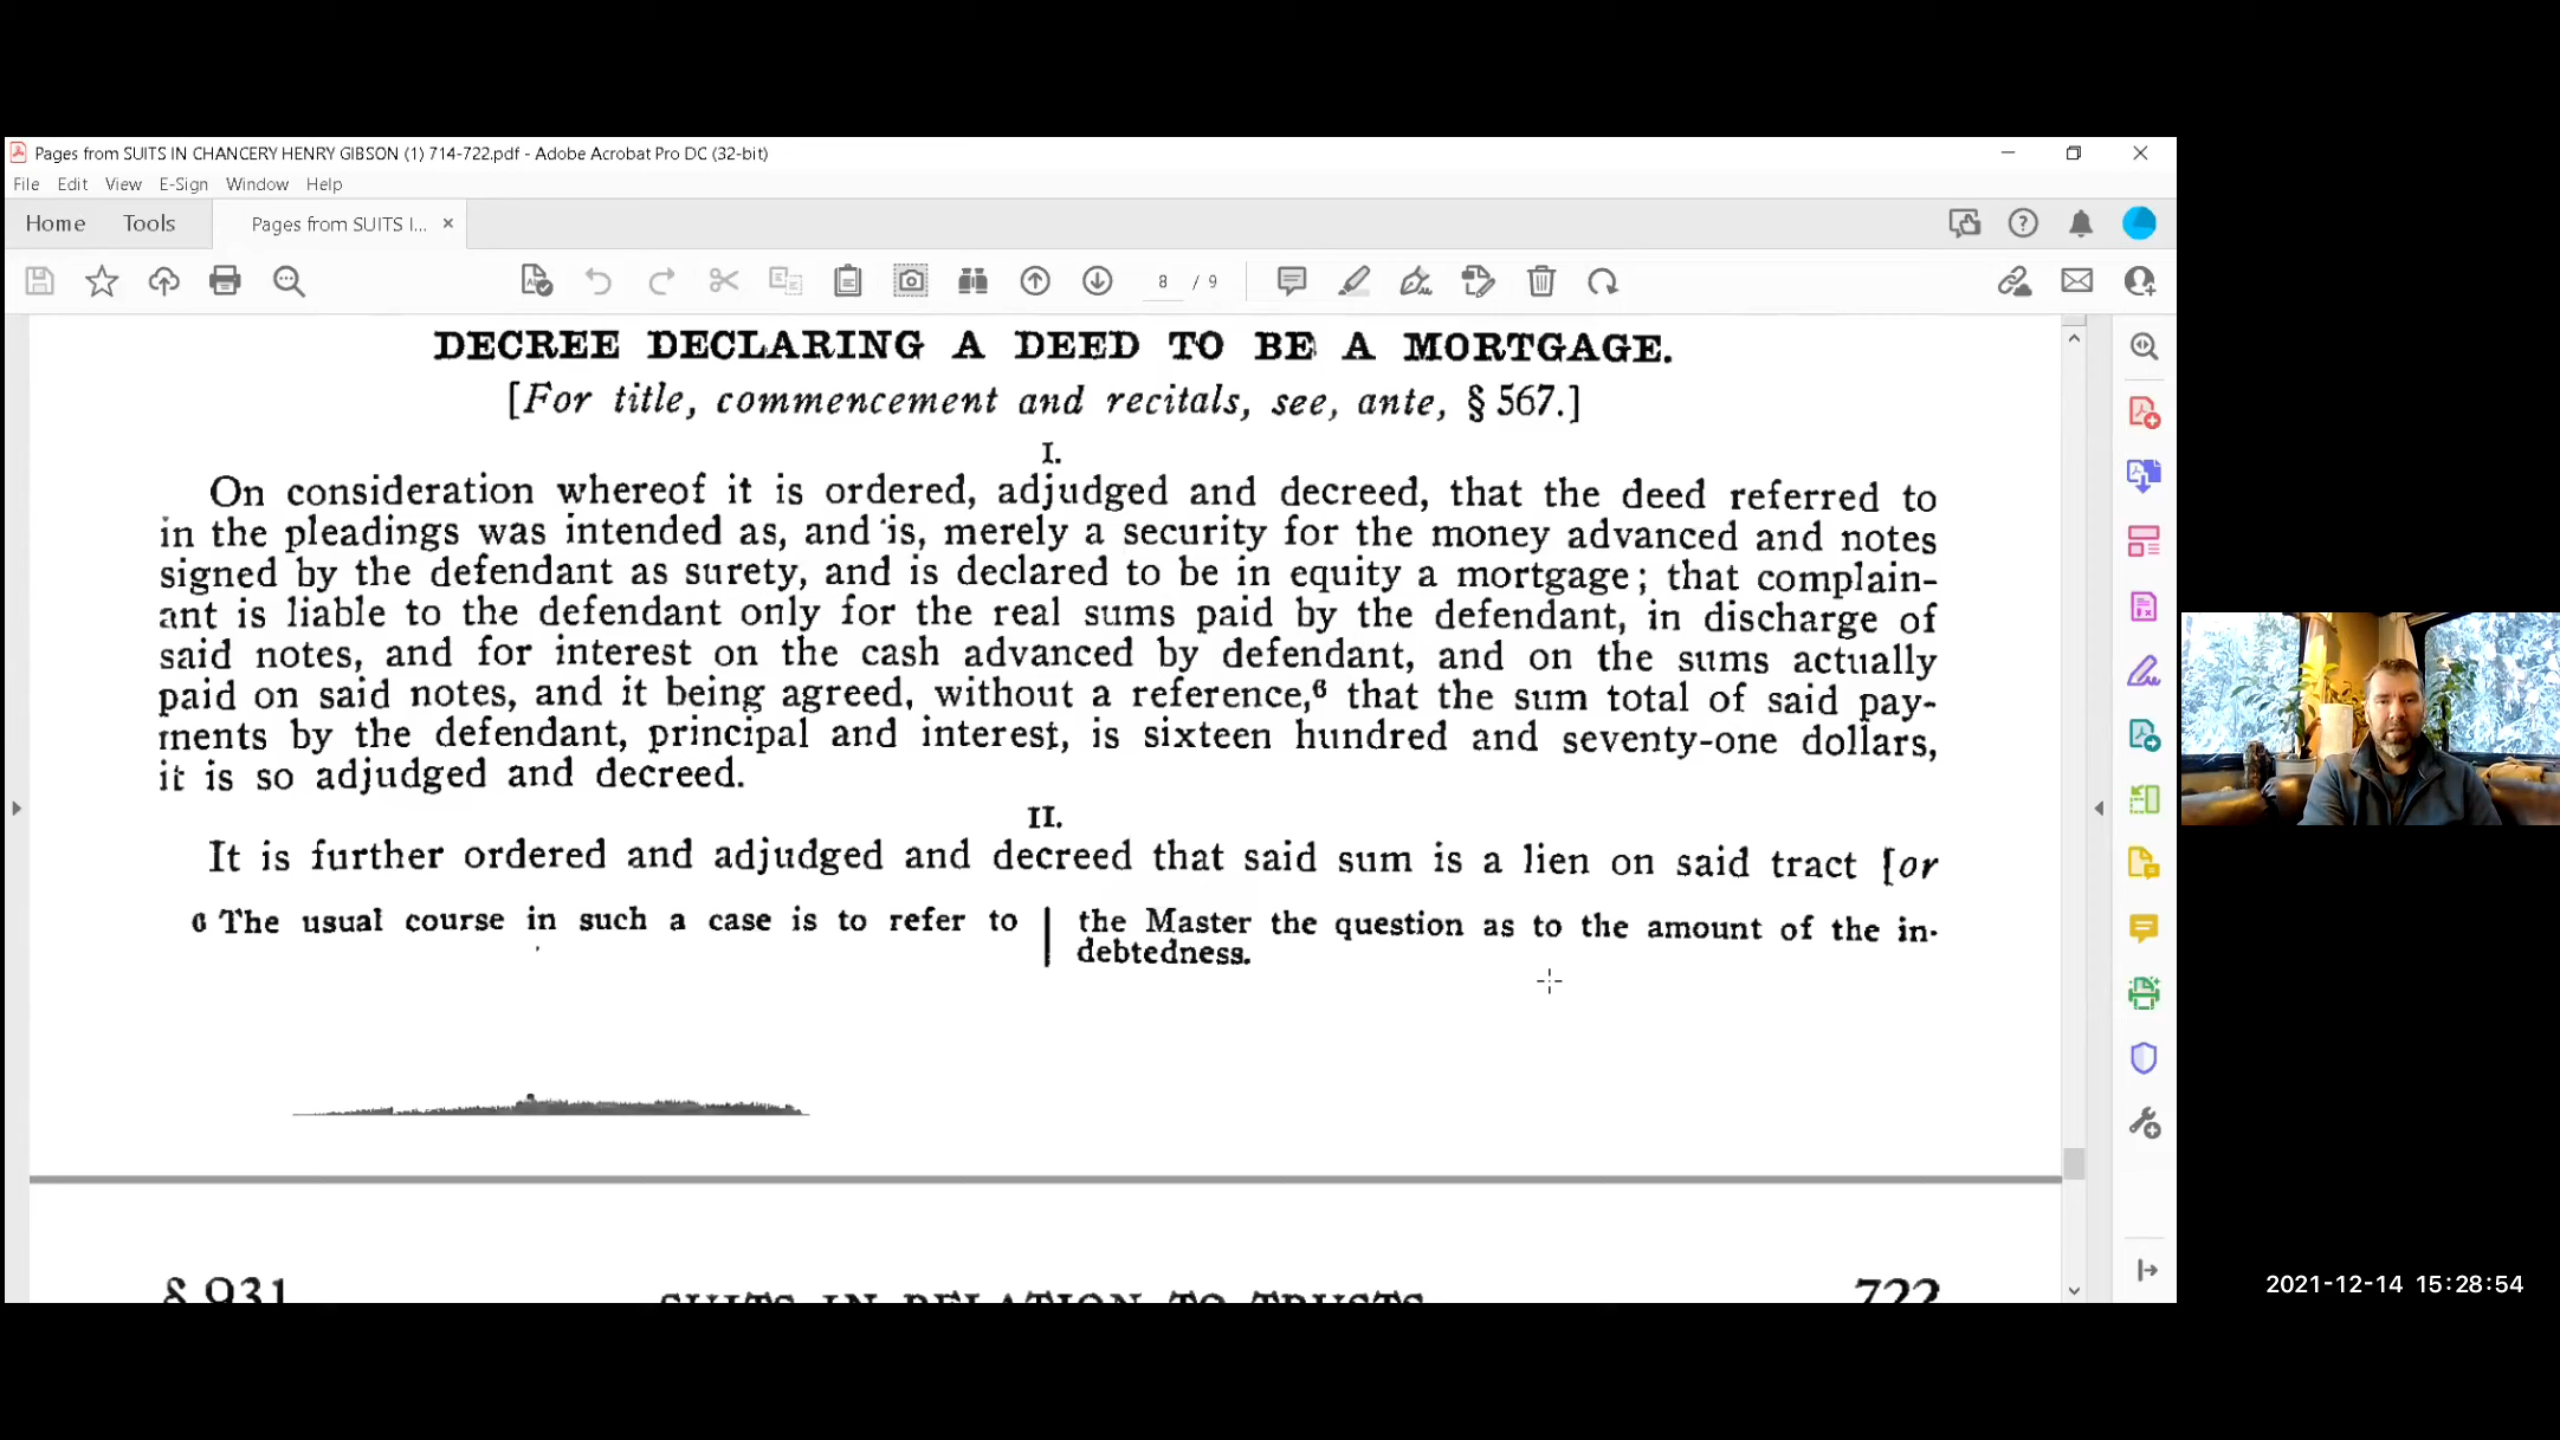 Pages from SUITS IN CHANCERY HENRY GIBSON (1) 714-722.pdf - Adobe Acrobat Pro DC (32-bit)
File Edit View E-Sign Window Help
Home Tools Pages from SUITS I... ×
8 / 9
DECREE DECLARING A DEED TO BE A MORTGAGE.
[For title, commencement and recitals, see, ante, § 567.]
I.
On consideration whereof it is ordered, adjudged and decreed, that the deed referred to
in the pleadings was intended as, and is, merely a security for the money advanced and notes
signed by the defendant as surety, and is declared to be in equity a mortgage; that complain-
ant is liable to the defendant only for the real sums paid by the defendant, in discharge of
said notes, and for interest on the cash advanced by defendant, and on the sums actually
paid on said notes, and it being agreed, without a reference,⁶ that the sum total of said pay-
ments by the defendant, principal and interest, is sixteen hundred and seventy-one dollars,
it is so adjudged and decreed.
II.
It is further ordered and adjudged and decreed that said sum is a lien on said tract [or
6 The usual course in such a case is to refer to
the Master the question as to the amount of the in-
debtedness.
§ 931 SUITS IN RELATION TO TRUSTS 722
2021-12-14 15:28:54